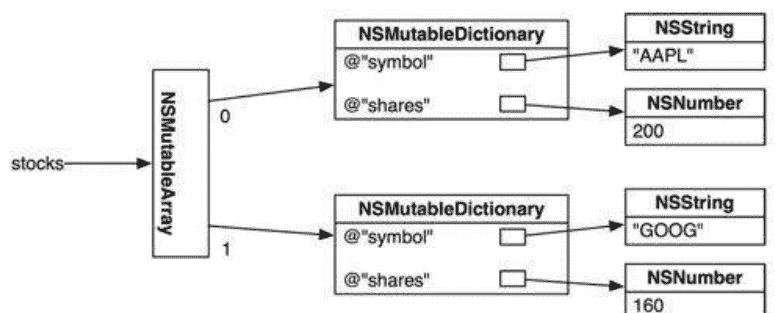 stocks
NSMutableArray
0
1
NSMutableDictionary
@"symbol"
@"shares"
NSString
"AAPL"
NSNumber
200
NSMutableDictionary
@"symbol"
@"shares"
NSString
"GOOG"
NSNumber
160